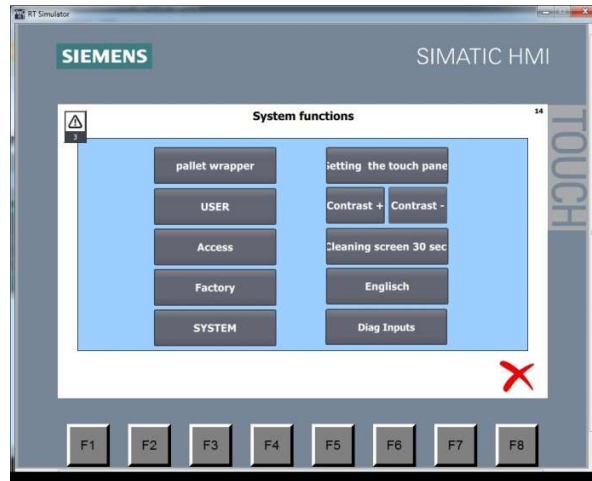 RT Simulator
SIEMENS
SIMATIC HMI
System functions
14
3
pallet wrapper
Setting the touch pane
USER
Contrast +
Contrast -
Access
Cleaning screen 30 sec
Factory
Englisch
SYSTEM
Diag Inputs
TOUCH
F1
F2
F3
F4
F5
F6
F7
F8